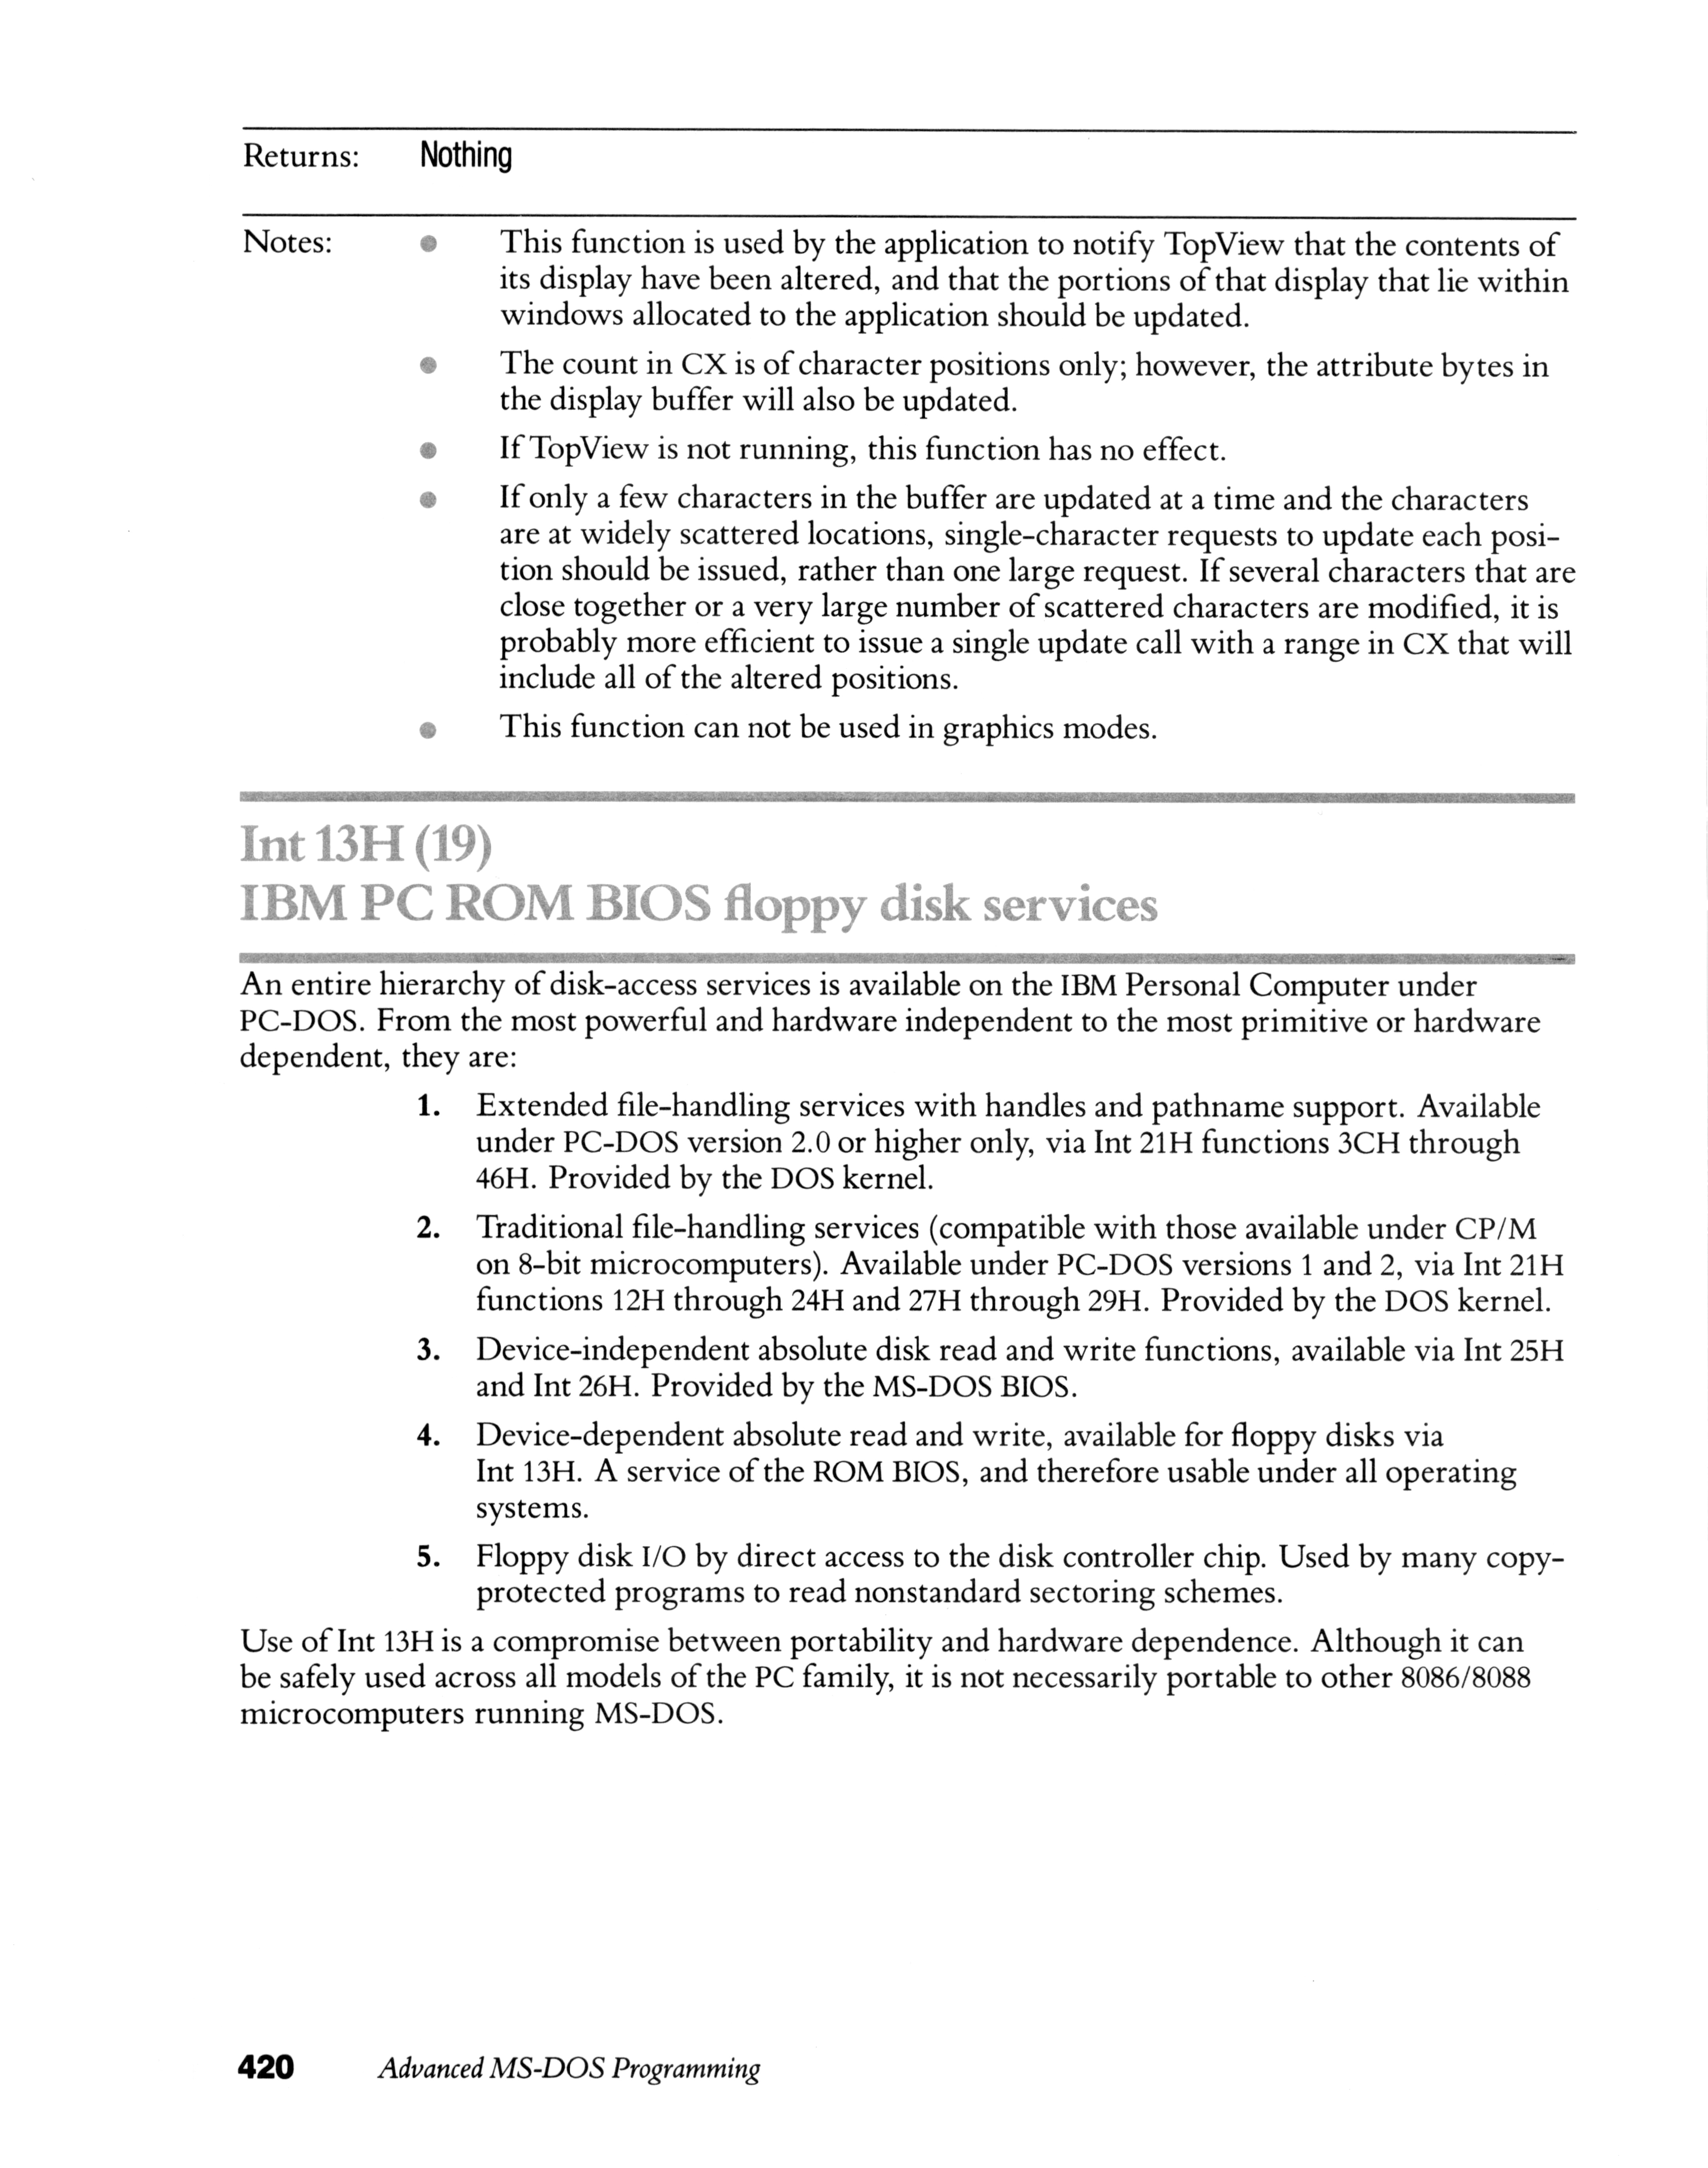 Returns: Nothing
Notes: ● This function is used by the application to notify TopView that the contents of
its display have been altered, and that the portions of that display that lie within
windows allocated to the application should be updated.
● The count in CX is of character positions only; however, the attribute bytes in
the display buffer will also be updated.
● If TopView is not running, this function has no effect.
● If only a few characters in the buffer are updated at a time and the characters
are at widely scattered locations, single-character requests to update each posi-
tion should be issued, rather than one large request. If several characters that are
close together or a very large number of scattered characters are modified, it is
probably more efficient to issue a single update call with a range in CX that will
include all of the altered positions.
● This function can not be used in graphics modes.
Int 13H (19)
IBM PC ROM BIOS floppy disk services
An entire hierarchy of disk-access services is available on the IBM Personal Computer under
PC-DOS. From the most powerful and hardware independent to the most primitive or hardware
dependent, they are:
1. Extended file-handling services with handles and pathname support. Available
under PC-DOS version 2.0 or higher only, via Int 21H functions 3CH through
46H. Provided by the DOS kernel.
2. Traditional file-handling services (compatible with those available under CP/M
on 8-bit microcomputers). Available under PC-DOS versions 1 and 2, via Int 21H
functions 12H through 24H and 27H through 29H. Provided by the DOS kernel.
3. Device-independent absolute disk read and write functions, available via Int 25H
and Int 26H. Provided by the MS-DOS BIOS.
4. Device-dependent absolute read and write, available for floppy disks via
Int 13H. A service of the ROM BIOS, and therefore usable under all operating
systems.
5. Floppy disk I/O by direct access to the disk controller chip. Used by many copy-
protected programs to read nonstandard sectoring schemes.
Use of Int 13H is a compromise between portability and hardware dependence. Although it can
be safely used across all models of the PC family, it is not necessarily portable to other 8086/8088
microcomputers running MS-DOS.
420 Advanced MS-DOS Programming